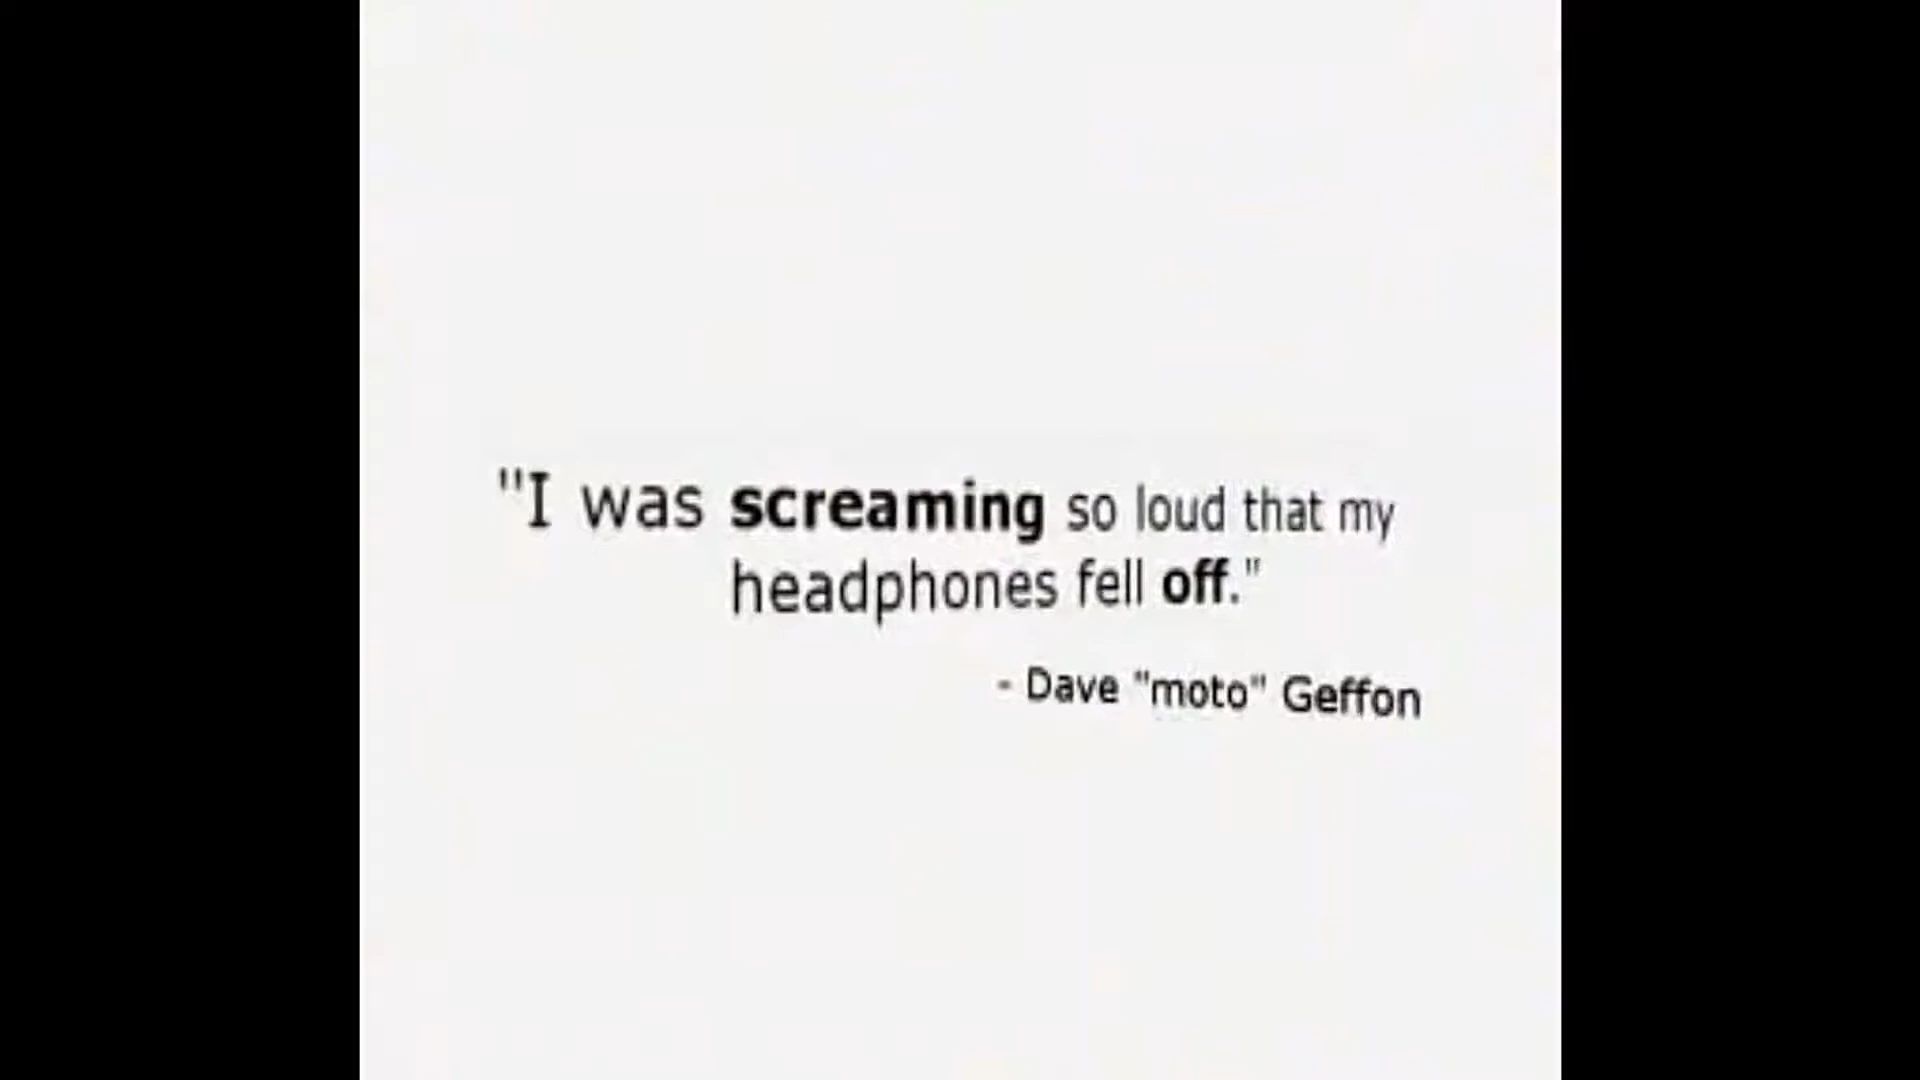 "I was screaming so loud that my
headphones fell off."
- Dave "moto" Geffon